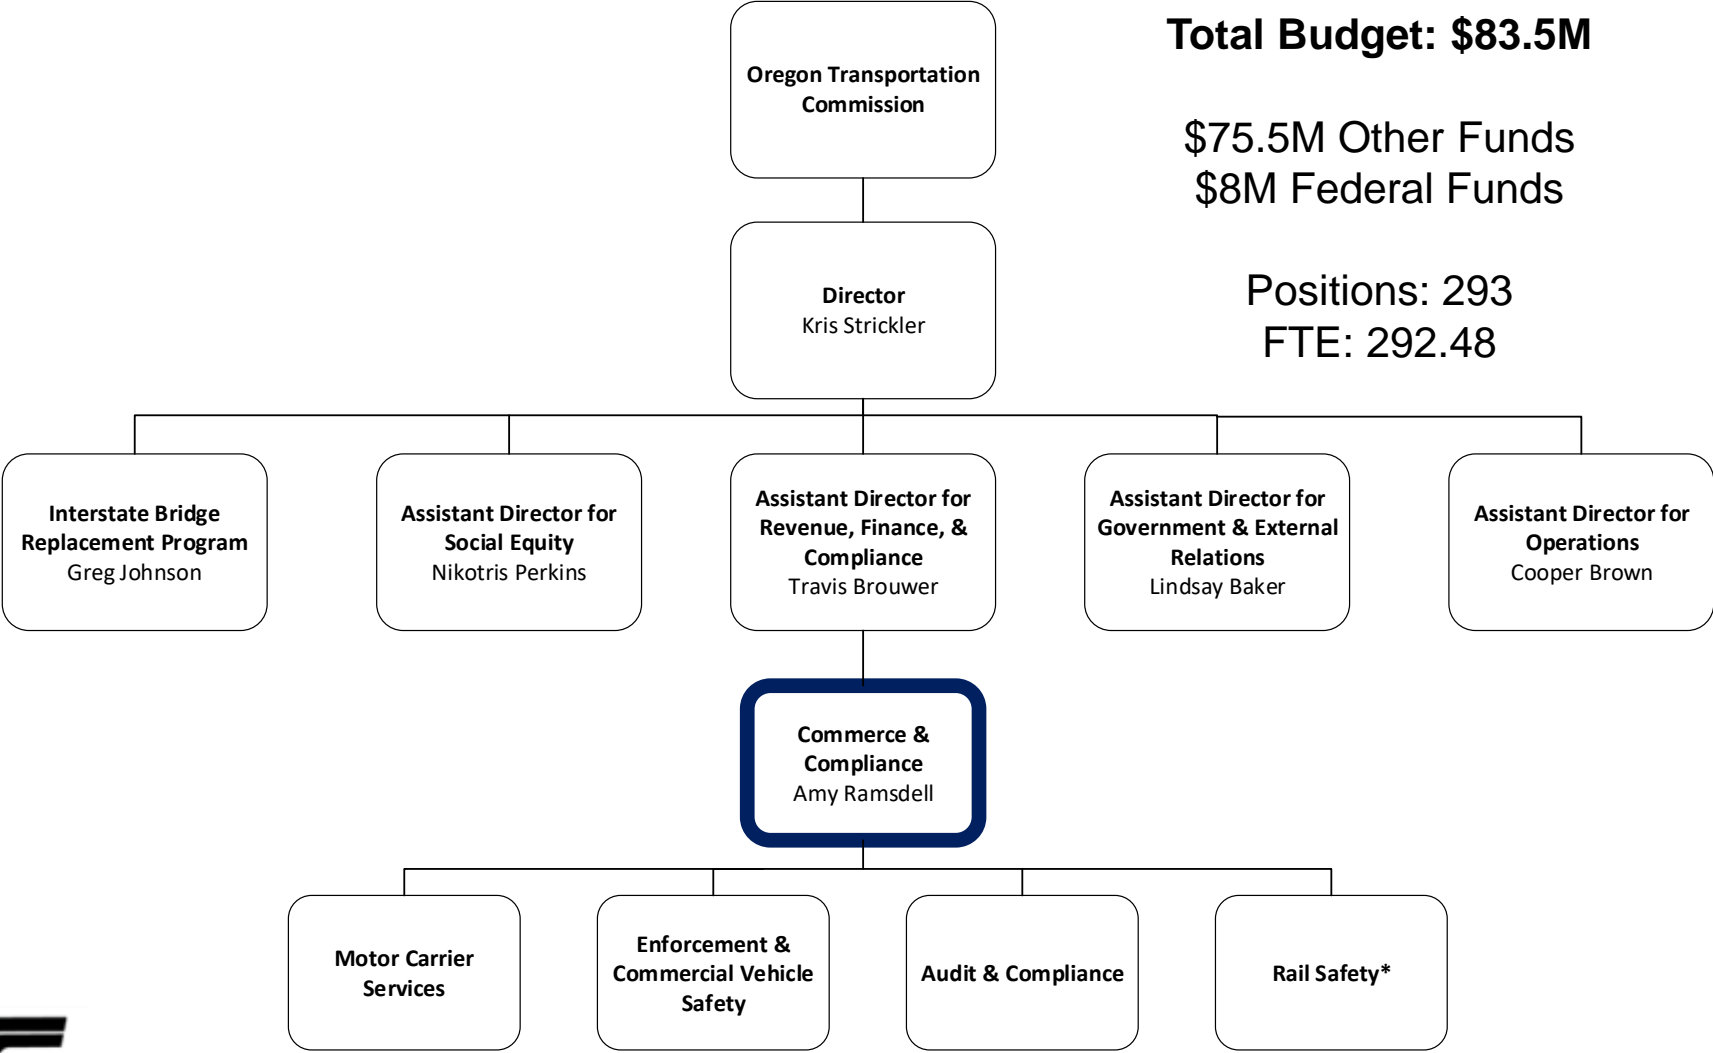 Total Budget: $83.5M
$75.5M Other Funds
$8M Federal Funds
Positions: 293
FTE: 292.48
Oregon Transportation
Commission
Director
Kris Strickler
Interstate Bridge
Replacement Program
Greg Johnson
Assistant Director for
Social Equity
Nikotris Perkins
Assistant Director for
Revenue, Finance, &
Compliance
Travis Brouwer
Assistant Director for
Government & External
Relations
Lindsay Baker
Assistant Director for
Operations
Cooper Brown
Commerce &
Compliance
Amy Ramsdell
Motor Carrier
Services
Enforcement &
Commercial Vehicle
Safety
Audit & Compliance
Rail Safety*